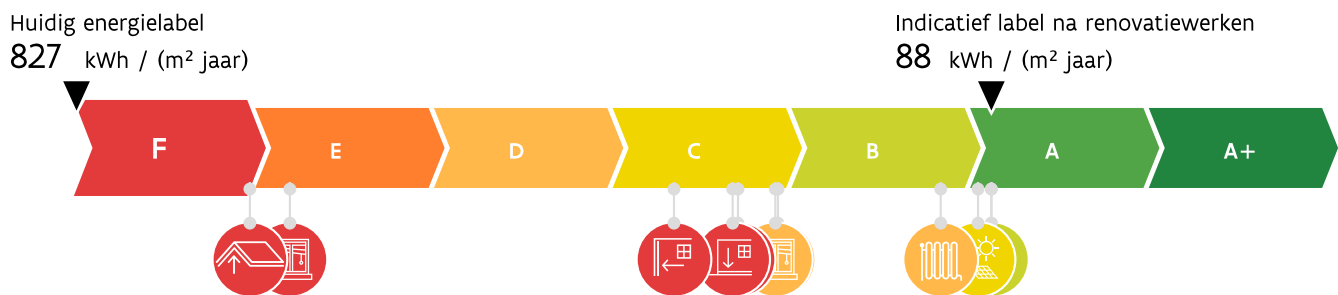 Huidig energielabel
827 kWh / (m² jaar)
Indicatief label na renovatiewerken
88 kWh / (m² jaar)
F E D C B A A+